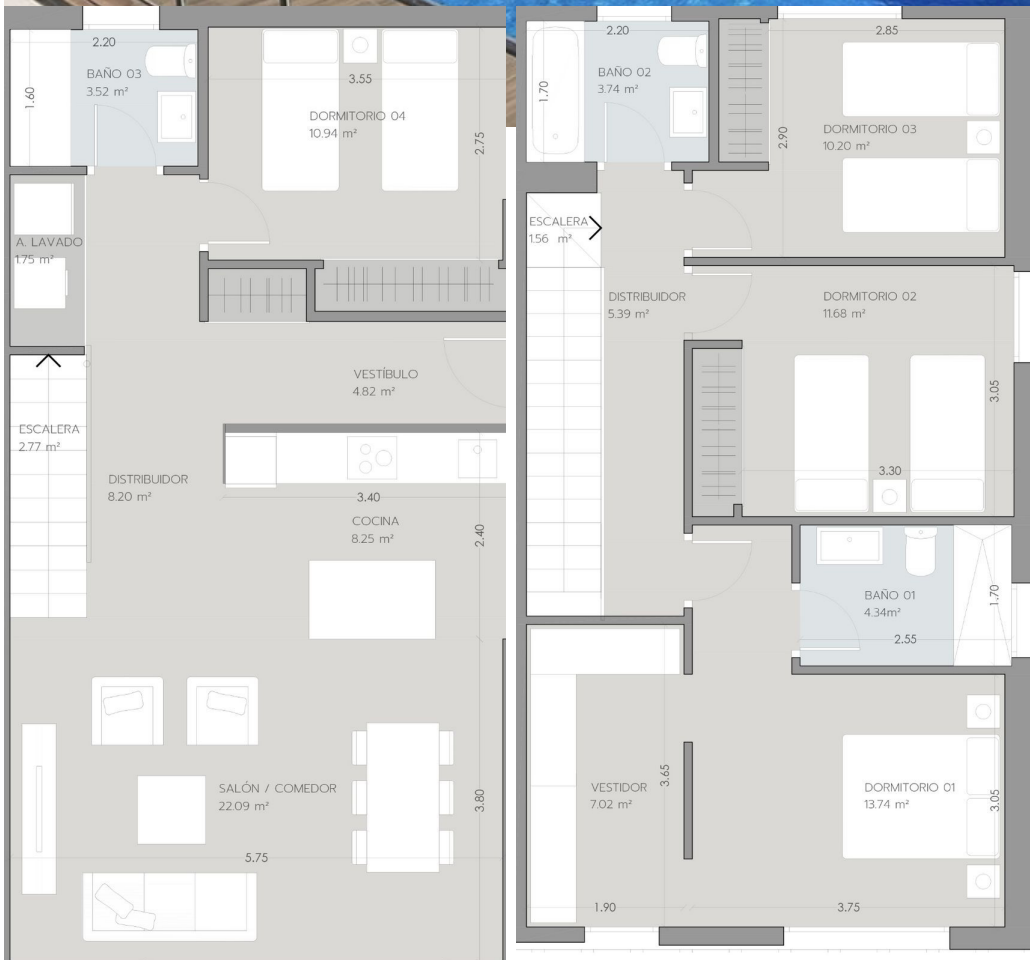 2.20
BAÑO 03
3.52 m²
1.60
3.55
DORMITORIO 04
10.94 m²
2.75
A. LAVADO
1.75 m²
VESTÍBULO
4.82 m²
ESCALERA
2.77 m²
DISTRIBUIDOR
8.20 m²
3.40
COCINA
8.25 m²
2.40
SALÓN / COMEDOR
22.09 m²
3.80
5.75
2.20
BAÑO 02
3.74 m²
1.70
2.85
DORMITORIO 03
10.20 m²
2.90
ESCALERA
1.56 m²
DISTRIBUIDOR
5.39 m²
DORMITORIO 02
11.68 m²
3.05
3.30
BAÑO 01
4.34m²
1.70
2.55
VESTIDOR
7.02 m²
3.65
DORMITORIO 01
13.74 m²
3.05
1.90
3.75